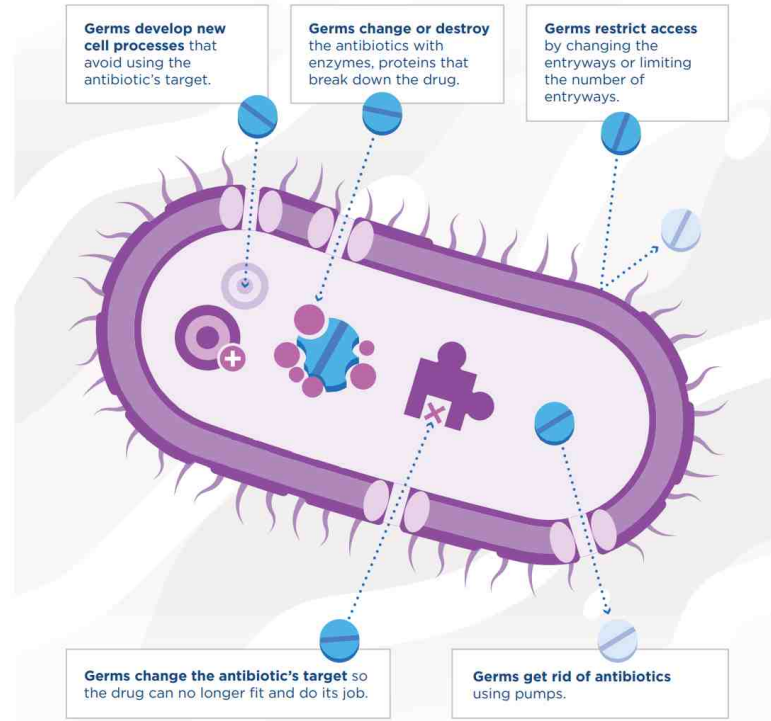 Germs develop new
cell processes that
avoid using the
antibiotic's target.
Germs change or destroy
the antibiotics with
enzymes, proteins that
break down the drug.
Germs restrict access
by changing the
entryways or limiting
the number of
entryways.
Germs change the antibiotic's target so
the drug can no longer fit and do its job.
Germs get rid of antibiotics
using pumps.